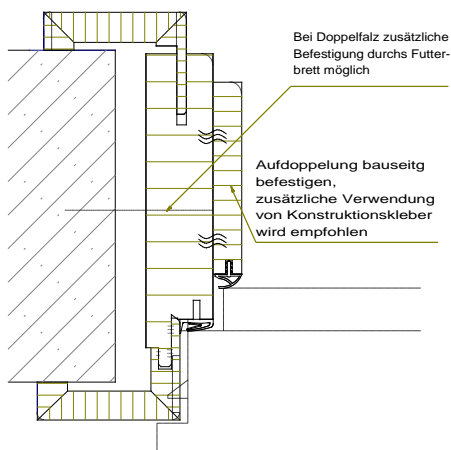 Bei Doppelfalz zusätzliche
Befestigung durchs Futter-
brett möglich
Aufdoppelung bauseitg
befestigen,
zusätzliche Verwendung
von Konstruktionskleber
wird empfohlen